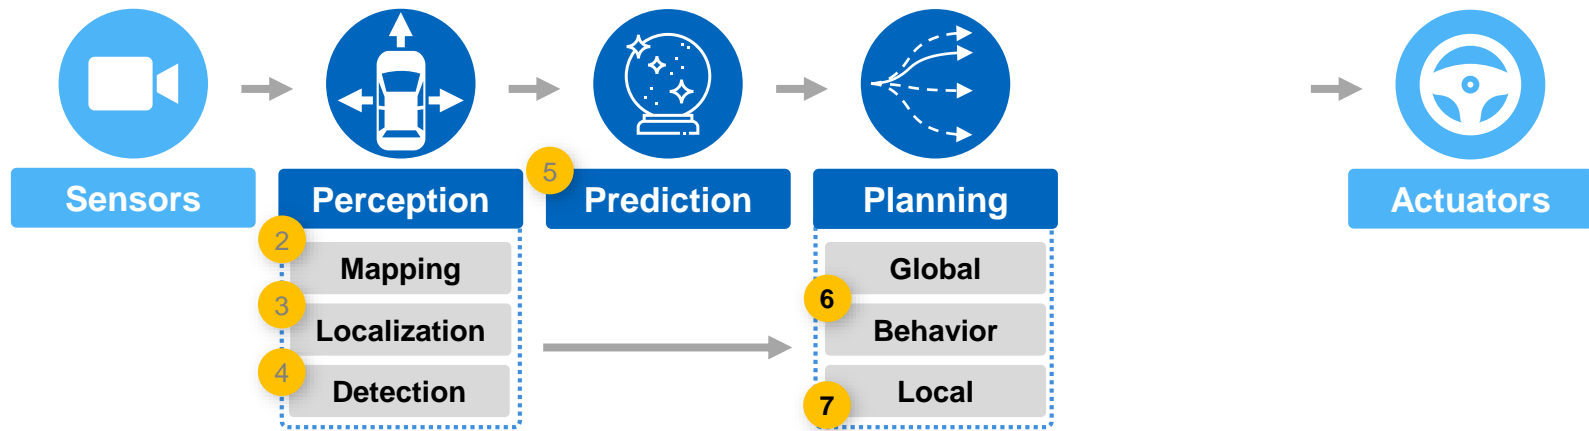 Sensors
Perception
5
Prediction
Planning
Actuators
2
Mapping
3
Localization
4
Detection
Global
6
Behavior
7
Local